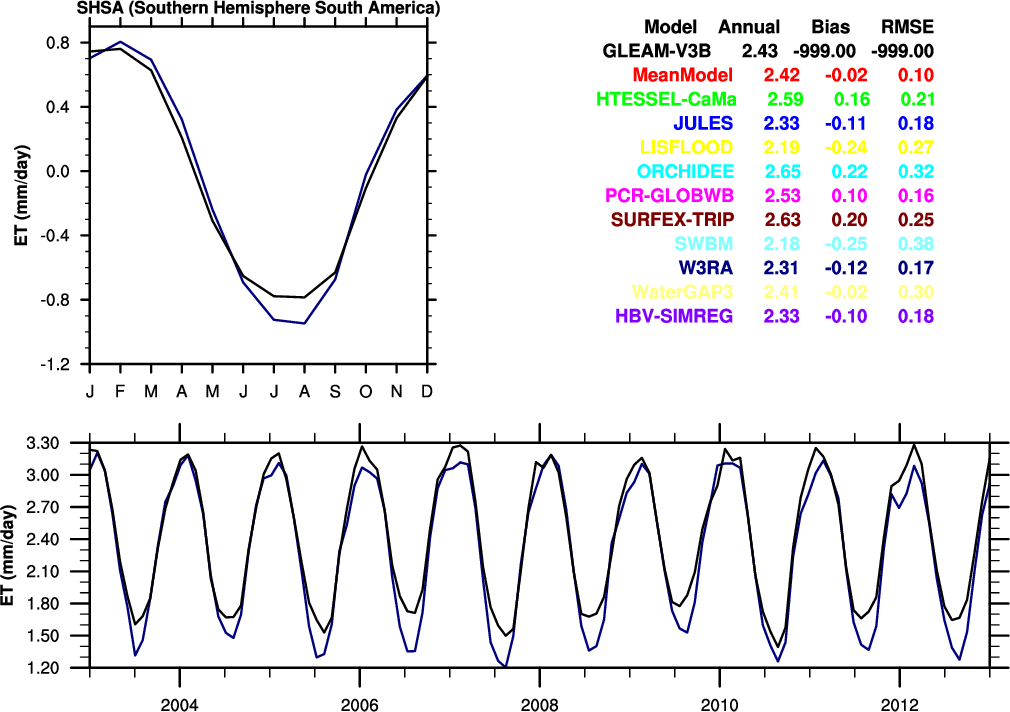 SHSA (Southern Hemisphere South America)
0.8
0.4
0.0
-0.4
-0.8
-1.2
ET (mm/day)
J F M A M J J A S O N D
Model Annual Bias RMSE
GLEAM-V3B 2.43 -999.00 -999.00
MeanModel 2.42 -0.02 0.10
HTESSEL-CaMa 2.59 0.16 0.21
JULES 2.33 -0.11 0.18
LISFLOOD 2.19 -0.24 0.27
ORCHIDEE 2.65 0.22 0.32
PCR-GLOBWB 2.53 0.10 0.16
SURFEX-TRIP 2.63 0.20 0.25
SWBM 2.18 -0.25 0.38
W3RA 2.31 -0.12 0.17
WaterGAP3 2.41 -0.02 0.30
HBV-SIMREG 2.33 -0.10 0.18
3.30
3.00
2.70
2.40
2.10
1.80
1.50
1.20
ET (mm/day)
2004 2006 2008 2010 2012